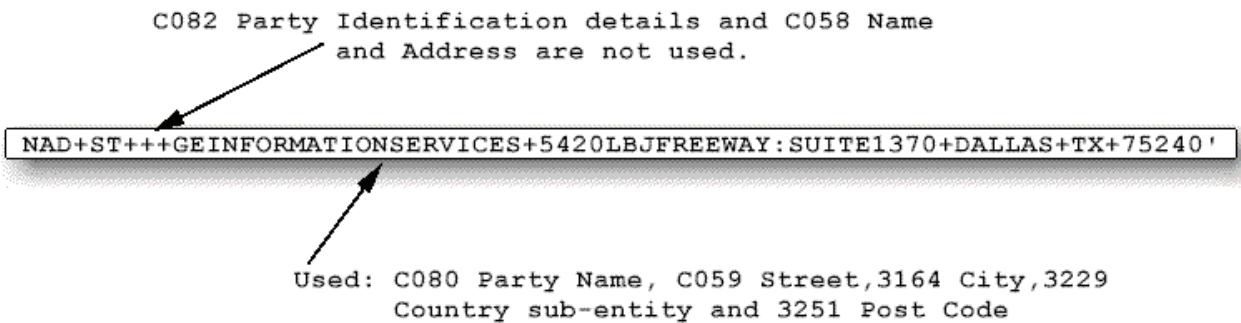 C082 Party Identification details and C058 Name
and Address are not used.
NAD+ST+++GEINFORMATIONSERVICES+5420LBJFREEWAY:SUITE1370+DALLAS+TX+75240'
Used: C080 Party Name, C059 Street,3164 City,3229
Country sub-entity and 3251 Post Code